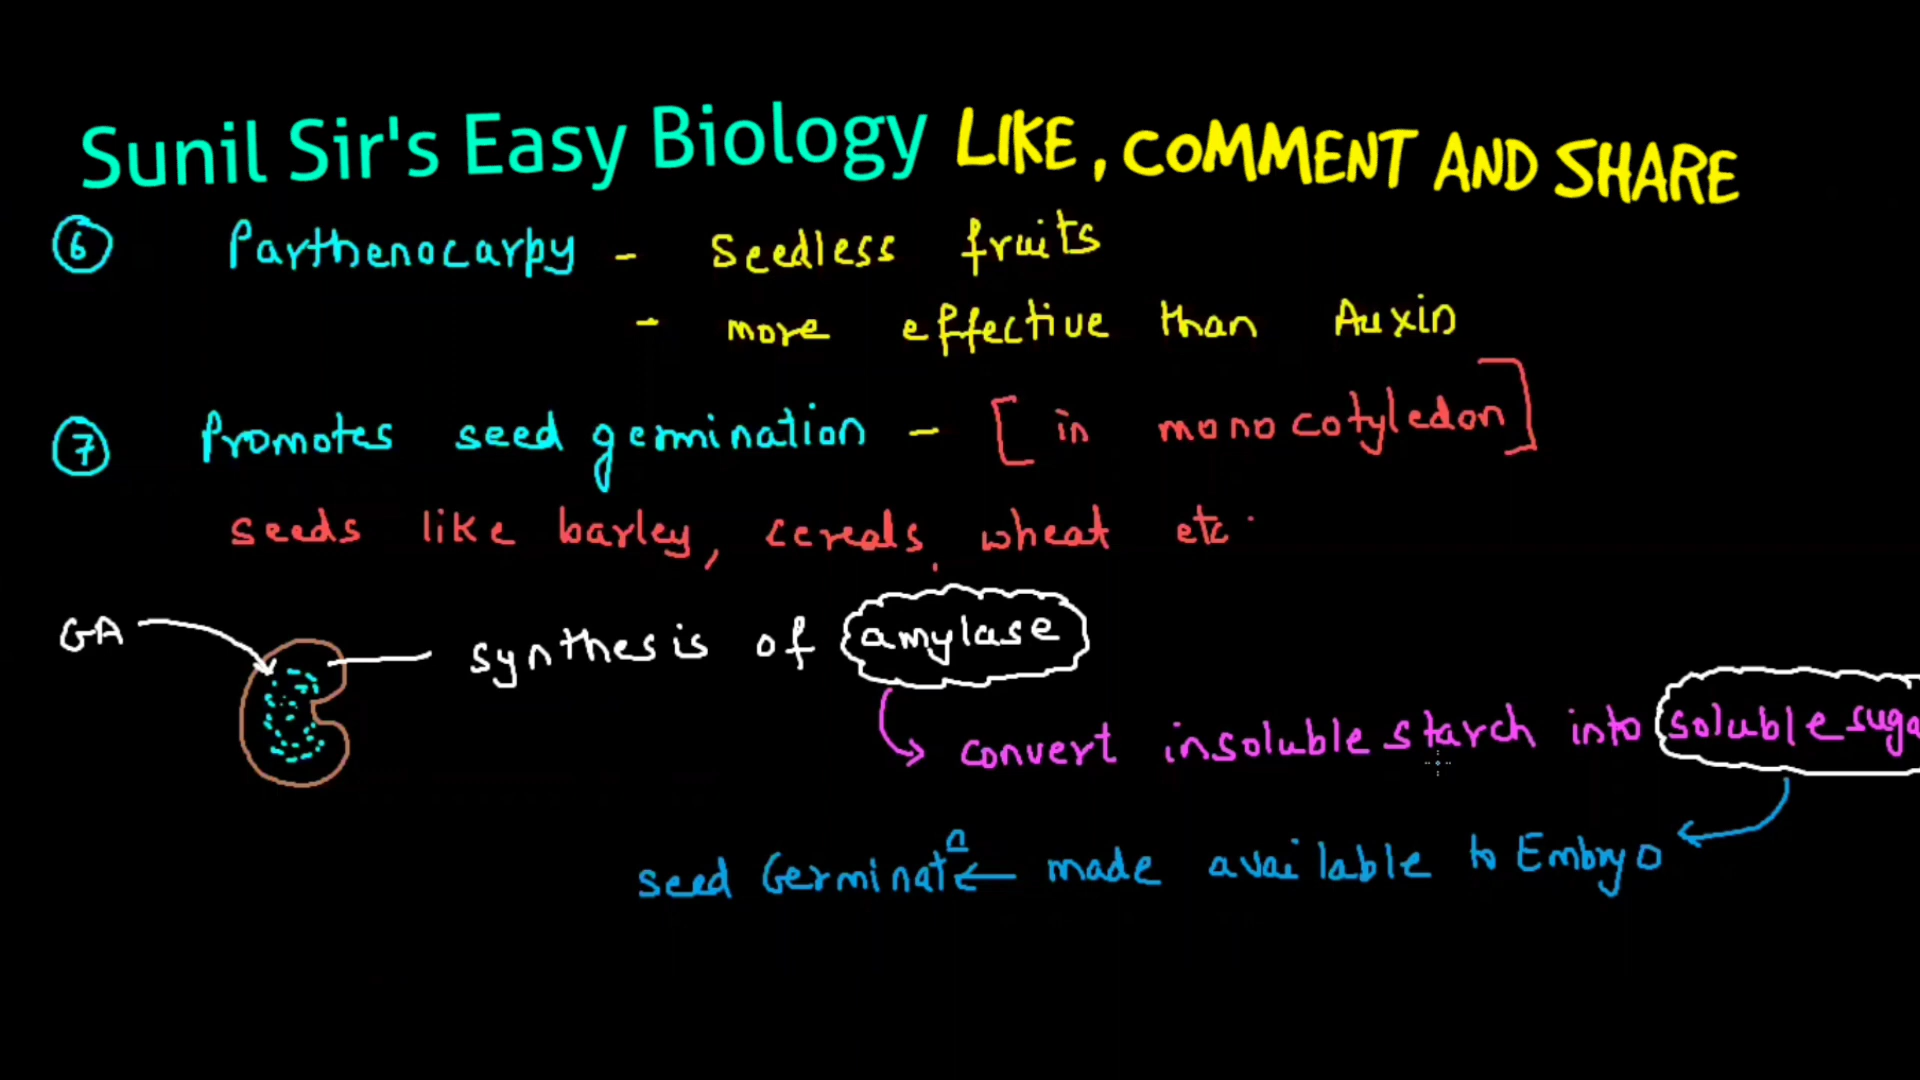 Sunil Sir's Easy Biology LIKE, COMMENT AND SHARE
6 Parthenocarpy - Seedless fruits
- more effective than Auxin
7 Promotes seed germination - [in monocotyledon]
seeds like barley, cereals, wheat etc.
GA synthesis of amylase
convert insoluble starch into soluble suga
seed Germinatn ← made available to Embryo